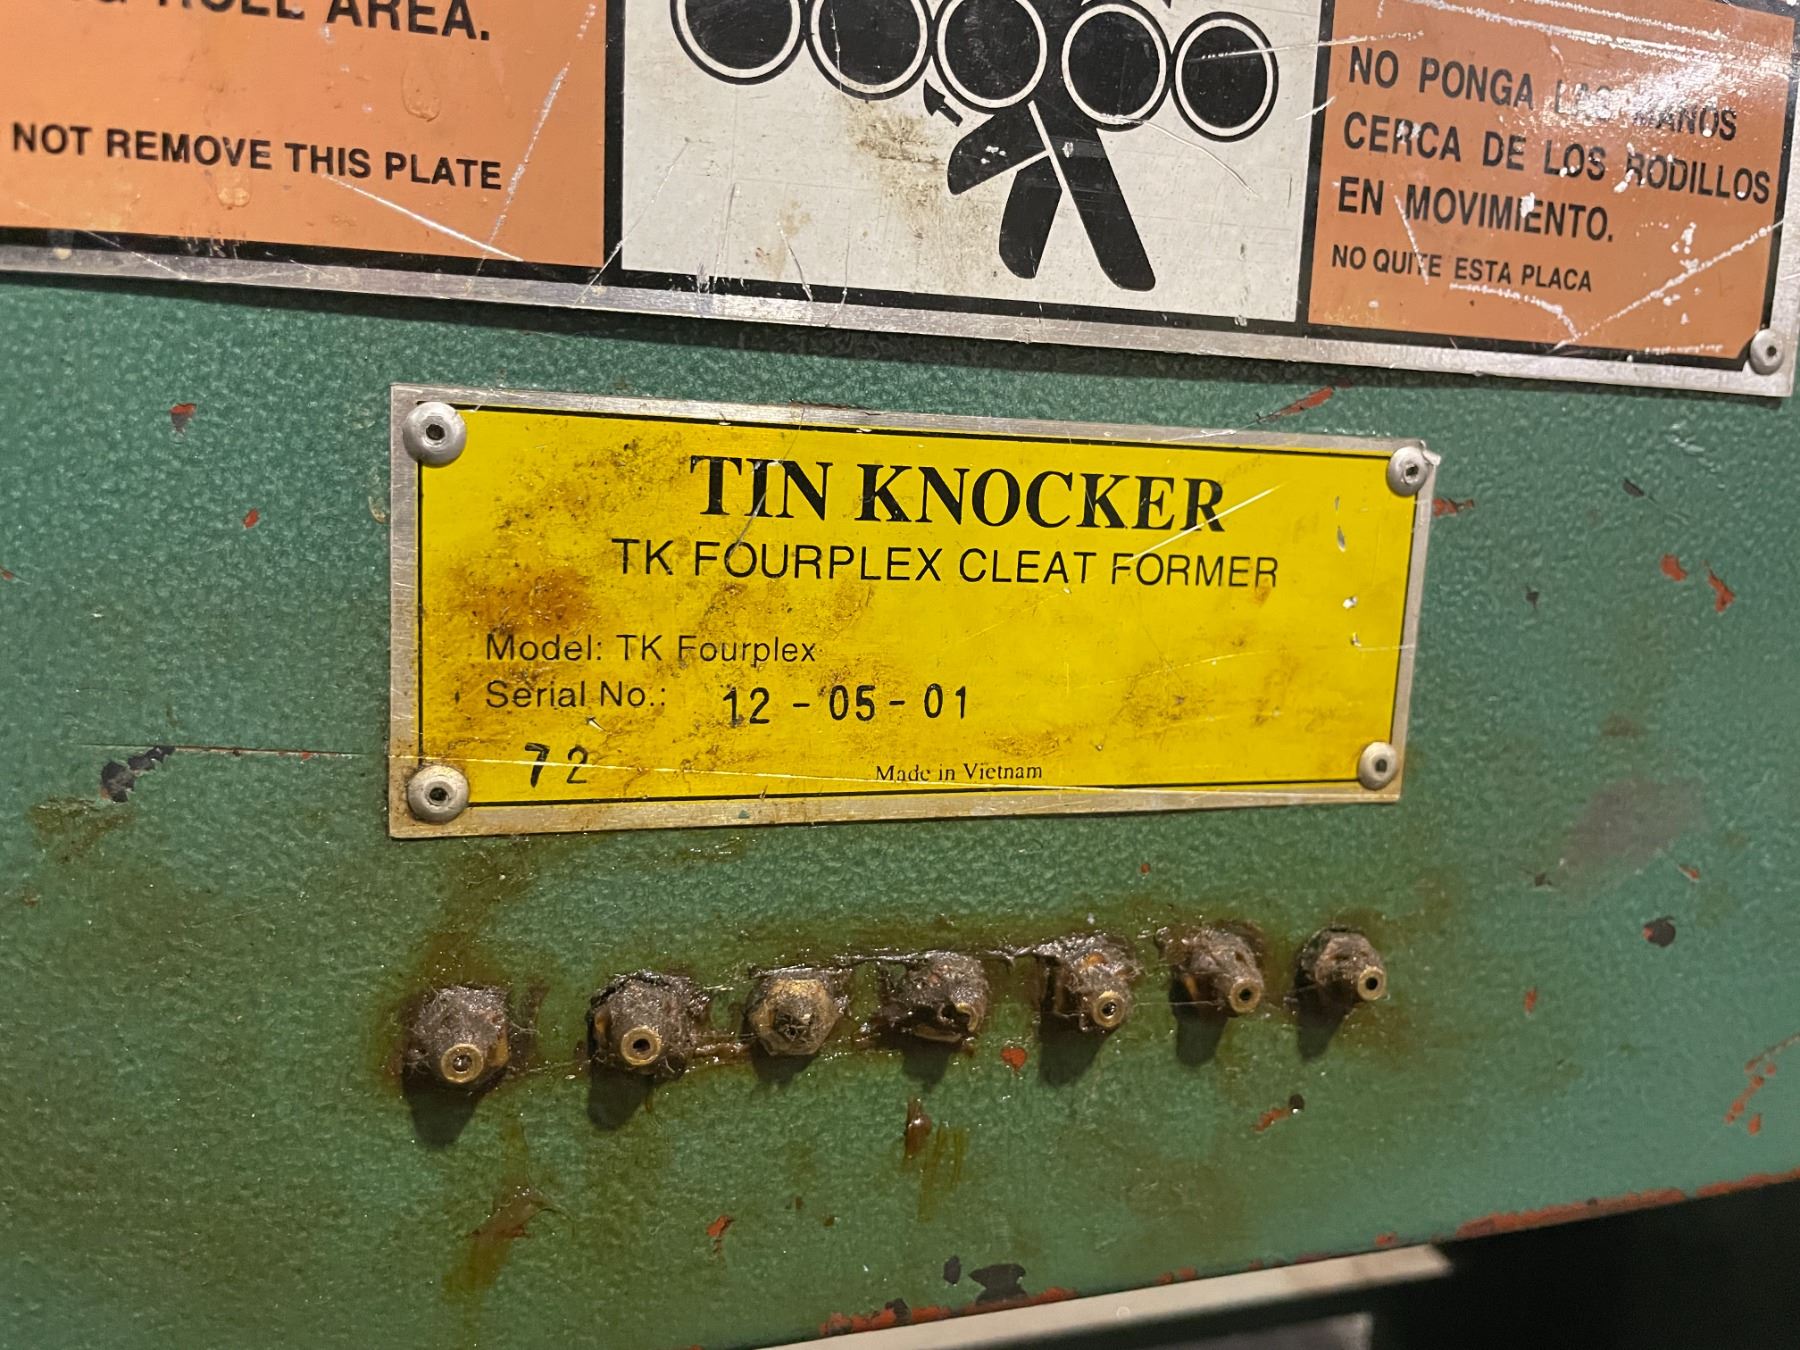 ROLL AREA.
NOT REMOVE THIS PLATE
NO PONGA LAS MANOS
CERCA DE LOS RODILLOS
EN MOVIMIENTO.
NO QUITE ESTA PLACA
TIN KNOCKER
TK FOURPLEX CLEAT FORMER
Model: TK Fourplex
Serial No.: 12-05-01
72
Made in Vietnam